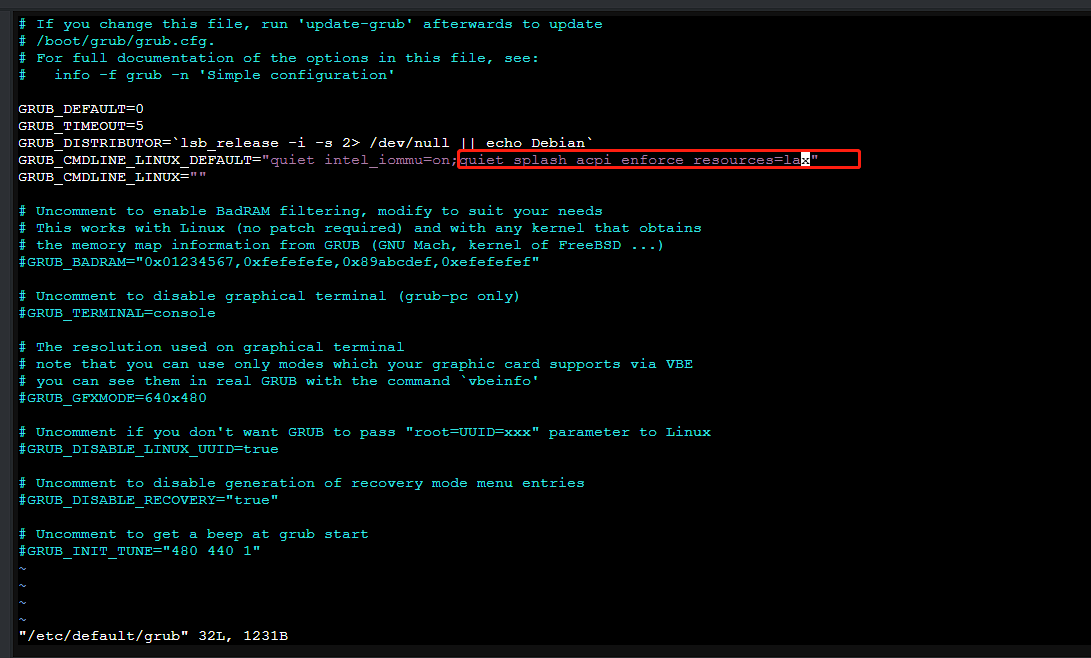 # If you change this file, run 'update-grub' afterwards to update
# /boot/grub/grub.cfg.
# For full documentation of the options in this file, see:
#   info -f grub -n 'Simple configuration'
GRUB_DEFAULT=0
GRUB_TIMEOUT=5
GRUB_DISTRIBUTOR=`lsb_release -i -s 2> /dev/null || echo Debian`
GRUB_CMDLINE_LINUX_DEFAULT="quiet intel_iommu=on;quiet splash acpi_enforce_resources=lax"
GRUB_CMDLINE_LINUX=""
# Uncomment to enable BadRAM filtering, modify to suit your needs
# This works with Linux (no patch required) and with any kernel that obtains
# the memory map information from GRUB (GNU Mach, kernel of FreeBSD ...)
#GRUB_BADRAM="0x01234567,0xfefefefe,0x89abcdef,0xefefefef"
# Uncomment to disable graphical terminal (grub-pc only)
#GRUB_TERMINAL=console
# The resolution used on graphical terminal
# note that you can use only modes which your graphic card supports via VBE
# you can see them in real GRUB with the command `vbeinfo'
#GRUB_GFXMODE=640x480
# Uncomment if you don't want GRUB to pass "root=UUID=xxx" parameter to Linux
#GRUB_DISABLE_LINUX_UUID=true
# Uncomment to disable generation of recovery mode menu entries
#GRUB_DISABLE_RECOVERY="true"
# Uncomment to get a beep at grub start
#GRUB_INIT_TUNE="480 440 1"
~
~
~
~
"/etc/default/grub" 32L, 1231B